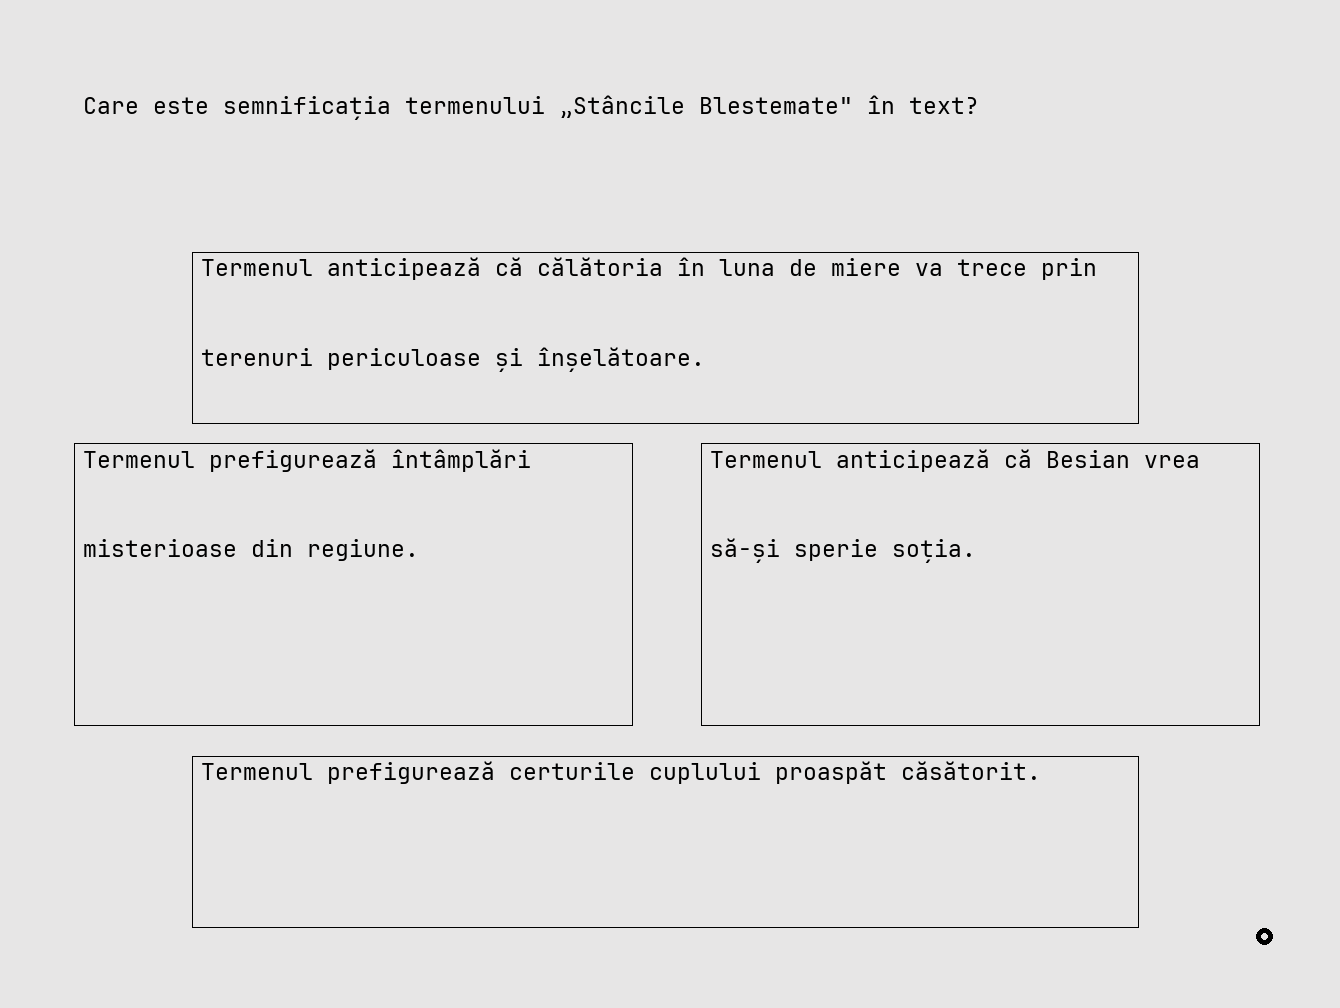 Care este semnificația termenului „Stâncile Blestemate" în text?
Termenul anticipează că călătoria în luna de miere va trece prin
terenuri periculoase și înșelătoare.
Termenul prefigurează întâmplări
misterioase din regiune.
Termenul anticipează că Besian vrea
să-și sperie soția.
Termenul prefigurează certurile cuplului proaspăt căsătorit.